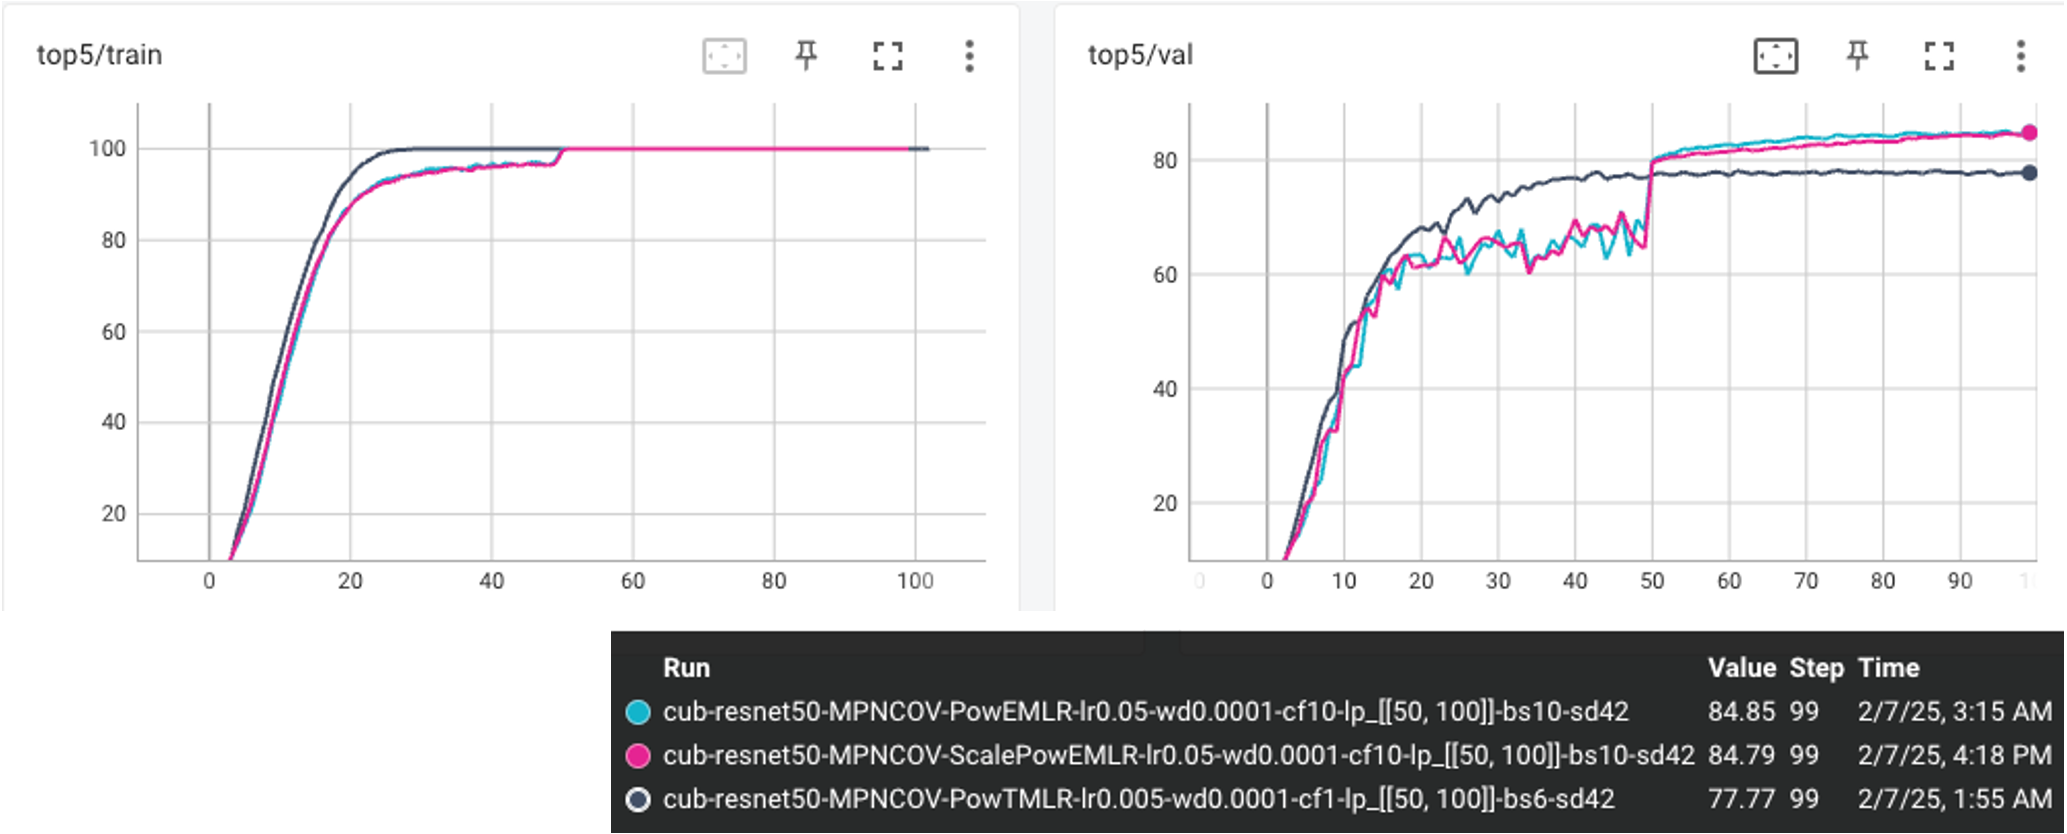 top5/train
100
80
60
40
20
0 20 40 60 80 100
top5/val
80
60
40
20
0 0 10 20 30 40 50 60 70 80 90
Run Value Step Time
cub-resnet50-MPNCOV-PowEMLR-lr0.05-wd0.0001-cf10-lp_[[50, 100]]-bs10-sd42 84.85 99 2/7/25, 3:15 AM
cub-resnet50-MPNCOV-ScalePowEMLR-lr0.05-wd0.0001-cf10-lp_[[50, 100]]-bs10-sd42 84.79 99 2/7/25, 4:18 PM
cub-resnet50-MPNCOV-PowTMLR-lr0.005-wd0.0001-cf1-lp_[[50, 100]]-bs6-sd42 77.77 99 2/7/25, 1:55 AM